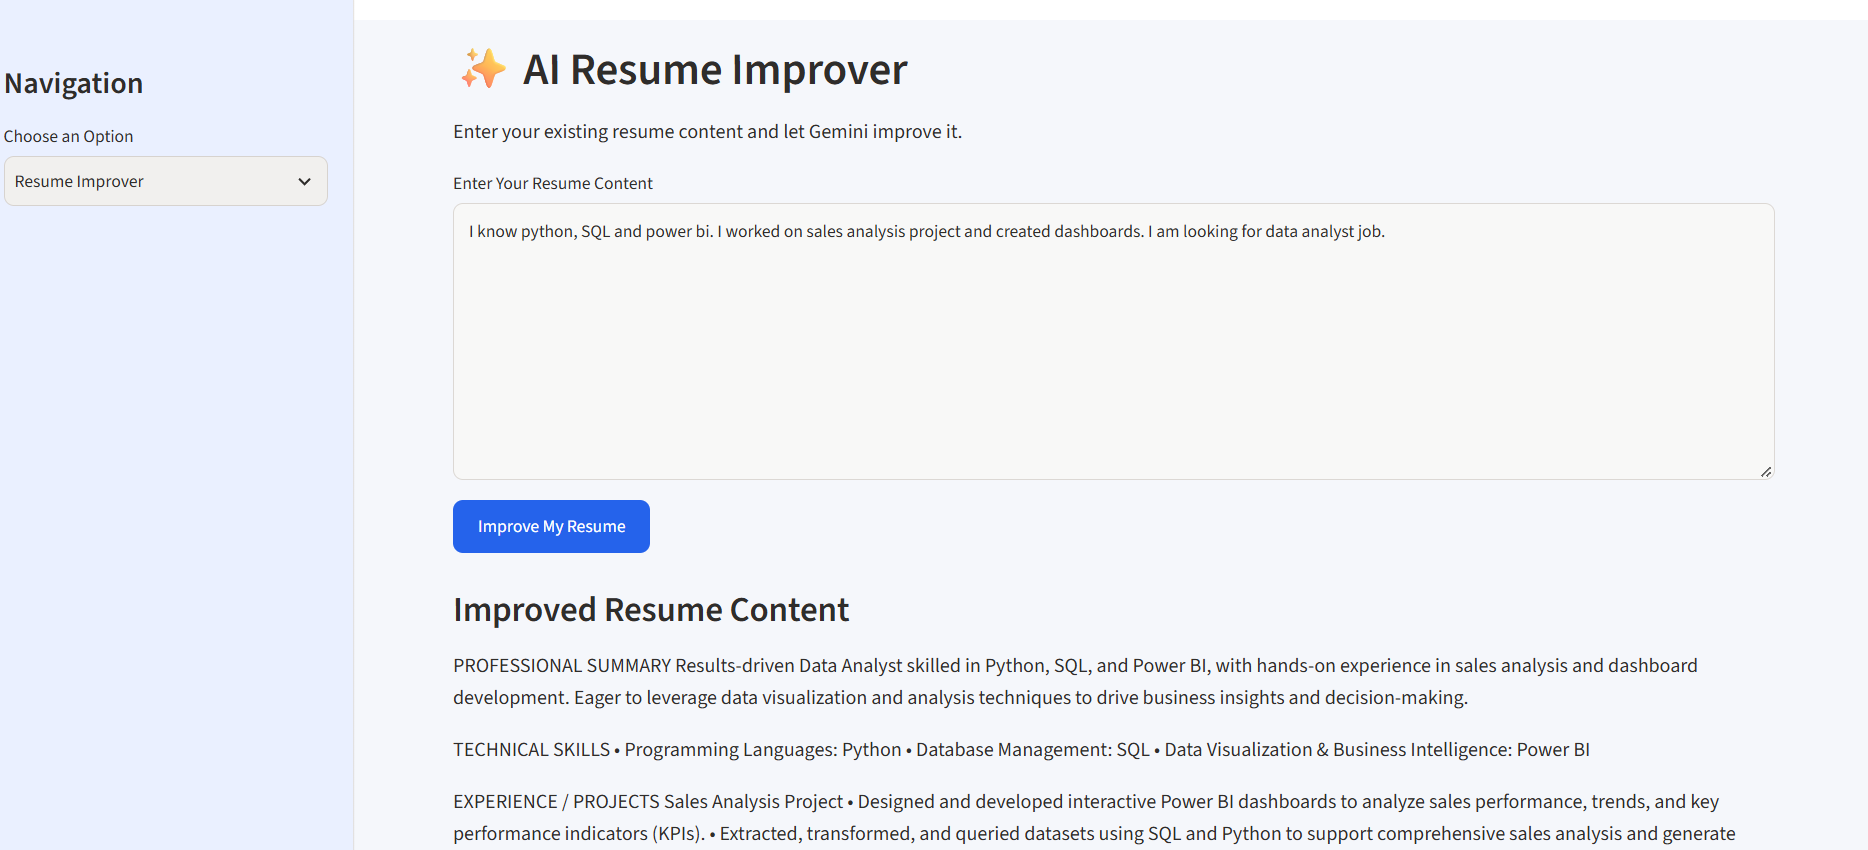 Navigation
Choose an Option
Resume Improver
✨ AI Resume Improver
Enter your existing resume content and let Gemini improve it.
Enter Your Resume Content
I know python, SQL and power bi. I worked on sales analysis project and created dashboards. I am looking for data analyst job.
Improve My Resume
Improved Resume Content
PROFESSIONAL SUMMARY Results-driven Data Analyst skilled in Python, SQL, and Power BI, with hands-on experience in sales analysis and dashboard
development. Eager to leverage data visualization and analysis techniques to drive business insights and decision-making.
TECHNICAL SKILLS • Programming Languages: Python • Database Management: SQL • Data Visualization & Business Intelligence: Power BI
EXPERIENCE / PROJECTS Sales Analysis Project • Designed and developed interactive Power BI dashboards to analyze sales performance, trends, and key
performance indicators (KPIs). • Extracted, transformed, and queried datasets using SQL and Python to support comprehensive sales analysis and generate